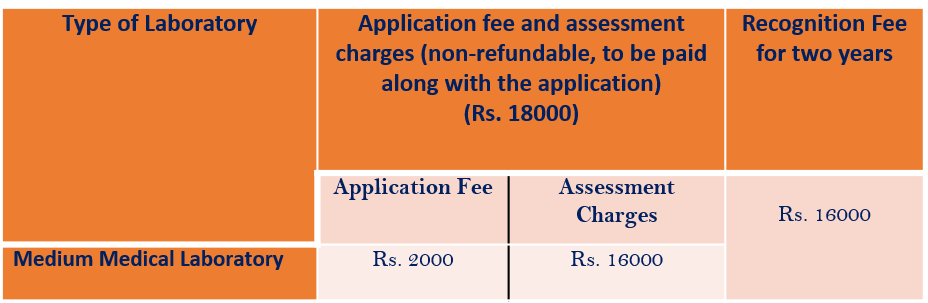 Type of Laboratory
Application fee and assessment
charges (non-refundable, to be paid
along with the application)
(Rs. 18000)
Recognition Fee
for two years
Application Fee
Assessment
Charges
Rs. 16000
Medium Medical Laboratory
Rs. 2000
Rs. 16000